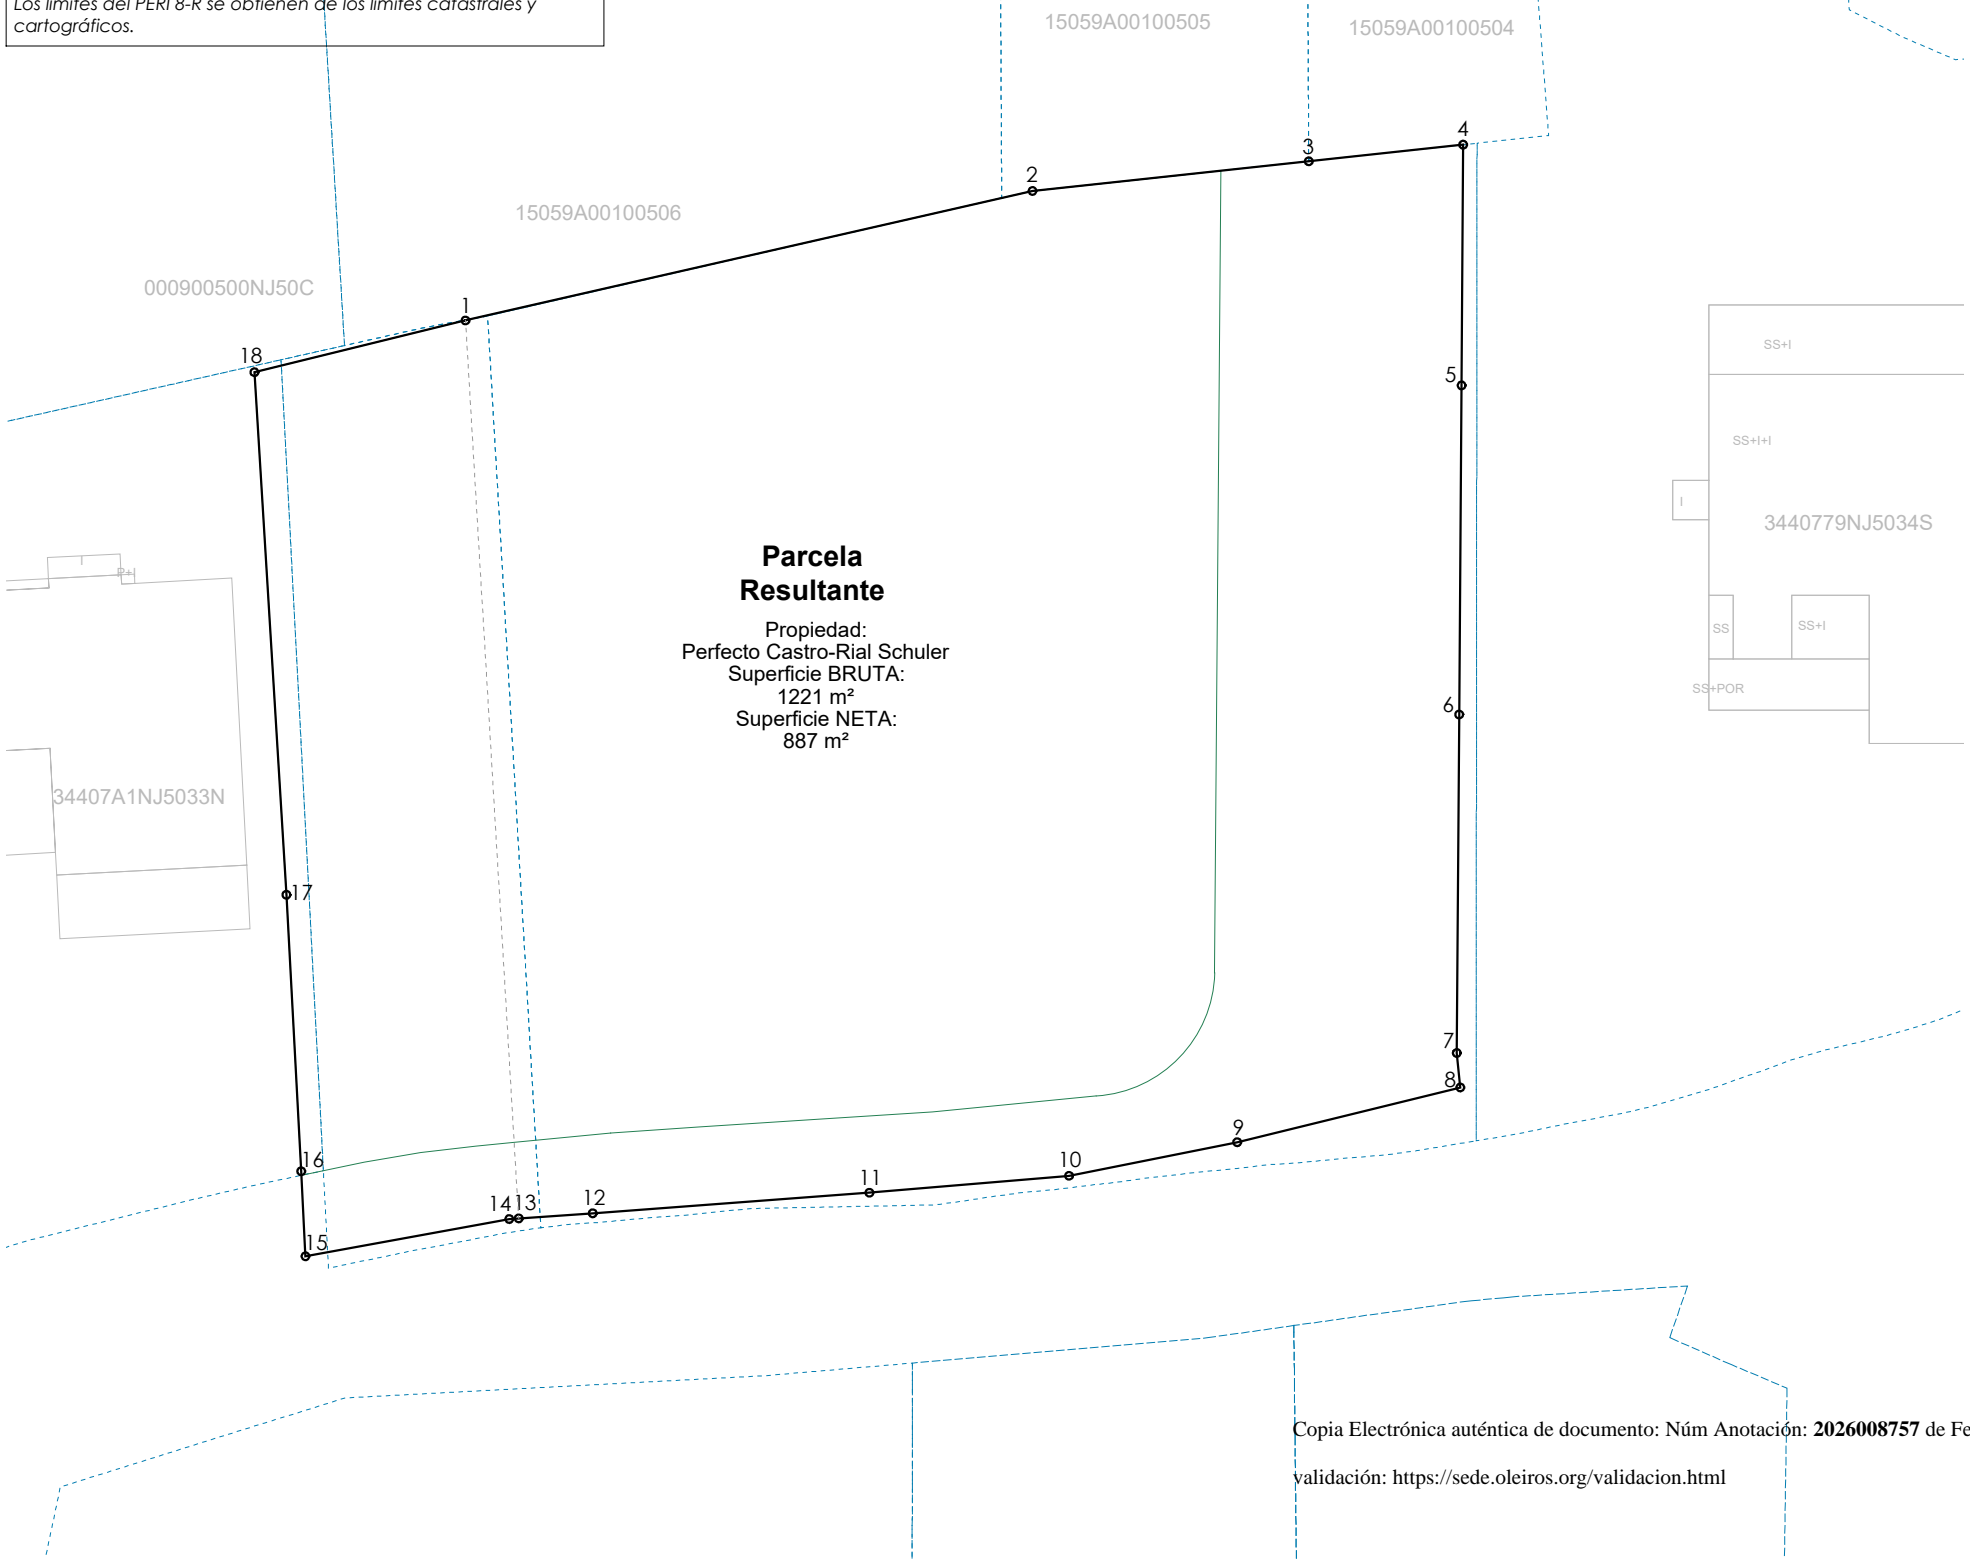 Los límites del PERI 8-R se obtienen de los límites catastrales y
cartográficos.
15059A00100505
15059A00100504
15059A00100506
000900500NJ50C
1
2
3
4
5
6
7
8
9
10
11
12
13
14
15
16
17
18
Parcela
Resultante
Propiedad:
Perfecto Castro-Rial Schuler
Superficie BRUTA:
1221 m²
Superficie NETA:
887 m²
SS+I
SS+I+I
I
3440779NJ5034S
SS
SS+I
SS+POR
I
P+I
34407A1NJ5033N
Copia Electrónica auténtica de documento: Núm Anotación: 2026008757 de Fe
validación: https://sede.oleiros.org/validacion.html